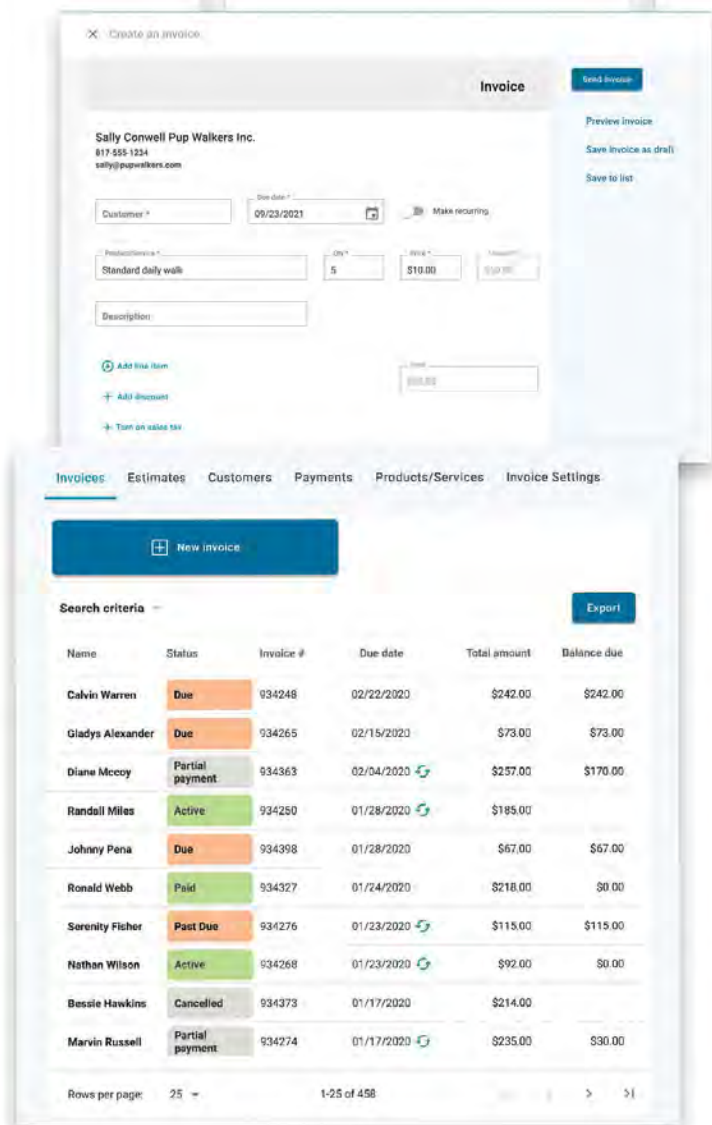 Create an invoice
Invoice
Send invoice
Preview invoice
Save invoice as draft
Save to list
Sally Conwell Pup Walkers Inc.
817-555-1234
sally@pupwalkers.com
Customer *
Due date *
09/23/2021
Make recurring
Product/Service *
Standard daily walk
Qty *
5
Price *
$10.00
$50.00
Description
Add line item
Total
$50.00
Add discount
Turn on sales tax
Invoices Estimates Customers Payments Products/Services Invoice Settings
New invoice
Search criteria
Export
Name Status Invoice # Due date Total amount Balance due
Calvin Warren Due 934248 02/22/2020 $242.00 $242.00
Gladys Alexander Due 934265 02/15/2020 $73.00 $73.00
Diane Mccoy Partial payment 934363 02/04/2020 $257.00 $170.00
Randall Miles Active 934250 01/28/2020 $185.00
Johnny Pena Due 934398 01/28/2020 $67.00 $67.00
Ronald Webb Paid 934327 01/24/2020 $218.00 $0.00
Serenity Fisher Past Due 934276 01/23/2020 $115.00 $115.00
Nathan Wilson Active 934268 01/23/2020 $92.00 $0.00
Bessie Hawkins Cancelled 934373 01/17/2020 $214.00
Marvin Russell Partial payment 934274 01/17/2020 $235.00 $30.00
Rows per page: 25 1-25 of 458